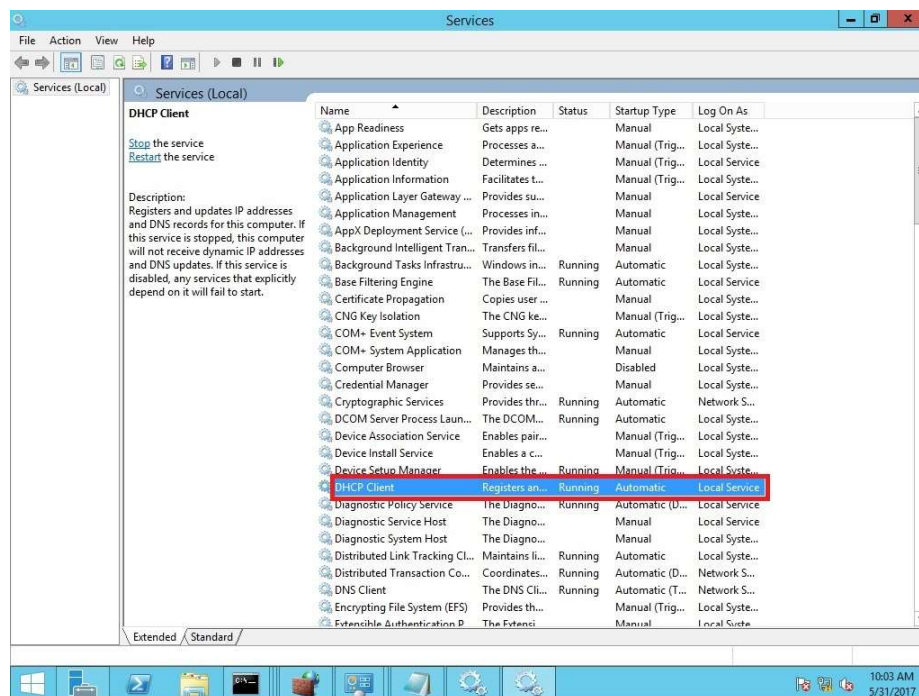 Services
File Action View Help
Services (Local)
Services (Local)
DHCP Client
Stop the service
Restart the service
Description:
Registers and updates IP addresses
and DNS records for this computer. If
this service is stopped, this computer
will not receive dynamic IP addresses
and DNS updates. If this service is
disabled, any services that explicitly
depend on it will fail to start.
Name Description Status Startup Type Log On As
App Readiness Gets apps re... Manual Local Syste...
Application Experience Processes a... Manual (Trig... Local Syste...
Application Identity Determines ... Manual (Trig... Local Service
Application Information Facilitates t... Manual (Trig... Local Syste...
Application Layer Gateway ... Provides su... Manual Local Service
Application Management Processes in... Manual Local Syste...
AppX Deployment Service (... Provides inf... Manual Local Syste...
Background Intelligent Tran... Transfers fil... Manual Local Syste...
Background Tasks Infrastru... Windows in... Running Automatic Local Syste...
Base Filtering Engine The Base Fil... Running Automatic Local Service
Certificate Propagation Copies user ... Manual Local Syste...
CNG Key Isolation The CNG ke... Manual (Trig... Local Syste...
COM+ Event System Supports Sy... Running Automatic Local Service
COM+ System Application Manages th... Manual Local Syste...
Computer Browser Maintains a... Disabled Local Syste...
Credential Manager Provides se... Manual Local Syste...
Cryptographic Services Provides thr... Running Automatic Network S...
DCOM Server Process Laun... The DCOM... Running Automatic Local Syste...
Device Association Service Enables pair... Manual (Trig... Local Syste...
Device Install Service Enables a c... Manual (Trig... Local Syste...
Device Setup Manager Enables the ... Running Manual (Trig... Local Syste...
DHCP Client Registers an... Running Automatic Local Service
Diagnostic Policy Service The Diagno... Running Automatic (D... Local Service
Diagnostic Service Host The Diagno... Manual Local Service
Diagnostic System Host The Diagno... Manual Local Syste...
Distributed Link Tracking Cl... Maintains li... Running Automatic Local Syste...
Distributed Transaction Co... Coordinates... Running Automatic (D... Network S...
DNS Client The DNS Cli... Running Automatic (T... Network S...
Encrypting File System (EFS) Provides th... Manual (Trig... Local Syste...
Extensible Authentication P... The Extensi... Manual Local Syste...
Extended Standard
10:03 AM
5/31/2017